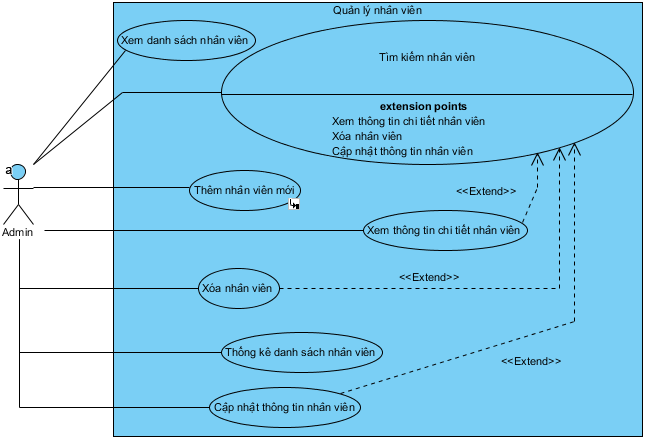 Quản lý nhân viên
Xem danh sách nhân viên
Tìm kiếm nhân viên
extension points
Xem thông tin chi tiết nhân viên
Xóa nhân viên
Cập nhật thông tin nhân viên
a
Thêm nhân viên mới
<<Extend>>
Admin
Xem thông tin chi tiết nhân viên
<<Extend>>
Xóa nhân viên
Thống kê danh sách nhân viên
<<Extend>>
Cập nhật thông tin nhân viên